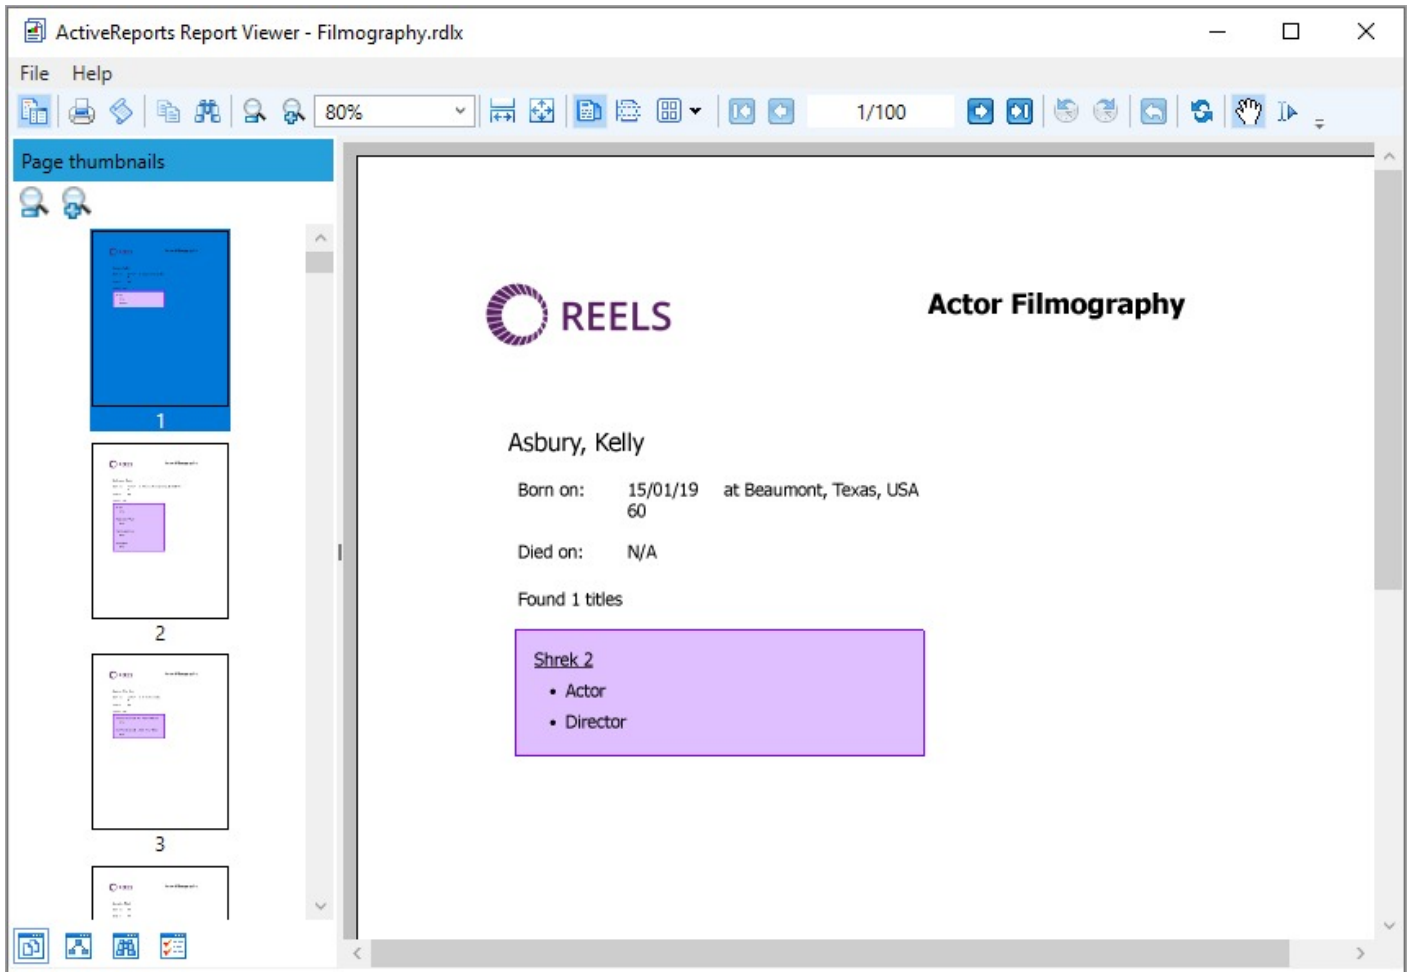 ActiveReports Report Viewer - Filmography.rdlx
File Help
80%
1/100
Page thumbnails
1
2
3
REELS
Actor Filmography
Asbury, Kelly
Born on: 15/01/19 at Beaumont, Texas, USA
60
Died on: N/A
Found 1 titles
Shrek 2
• Actor
• Director